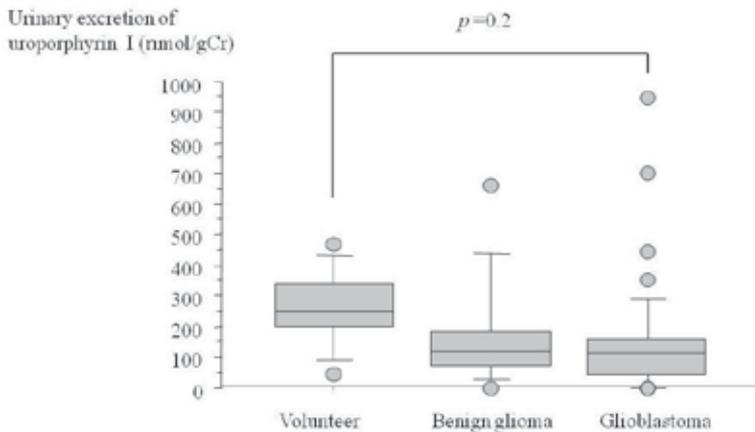 Urinary excretion of
uroporphyrin I (nmol/gCr)
p=0.2
1000
900
800
700
600
500
400
300
200
100
0
Volunteer
Benign glioma
Glioblastoma